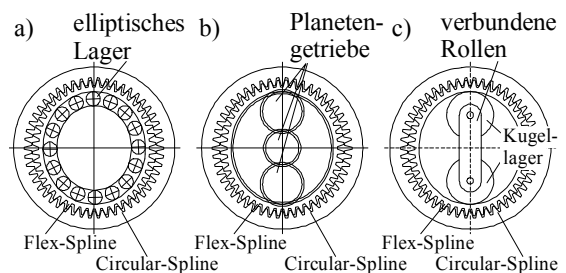 a)
elliptisches
Lager
b)
Planeten-
getriebe
c)
verbundene
Rollen
Kugel-
lager
Flex-Spline
Circular-Spline
Flex-Spline
Circular-Spline
Flex-Spline
Circular-Spline